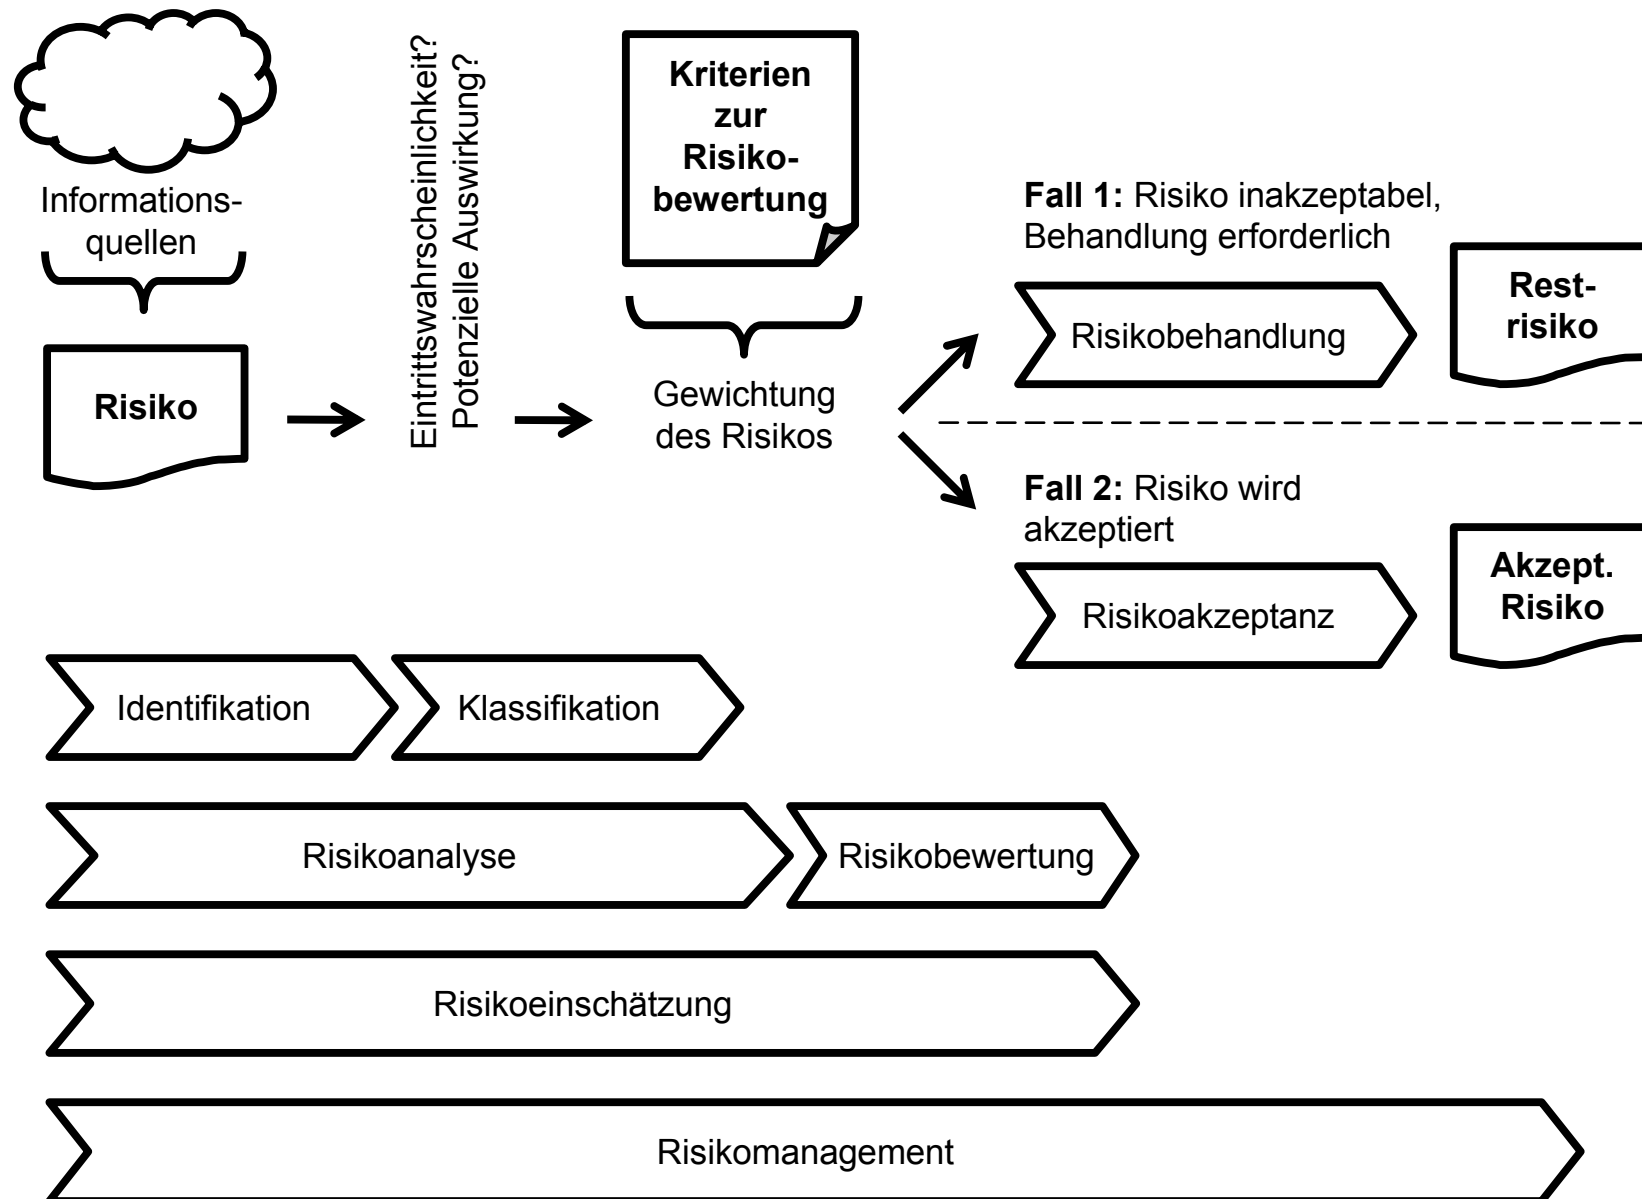 Informations-
quellen
Risiko
Eintrittswahrscheinlichkeit?
Potenzielle Auswirkung?
Kriterien
zur
Risiko-
bewertung
Gewichtung
des Risikos
Fall 1: Risiko inakzeptabel,
Behandlung erforderlich
Risikobehandlung
Rest-
risiko
Fall 2: Risiko wird
akzeptiert
Risikoakzeptanz
Akzept.
Risiko
Identifikation
Klassifikation
Risikoanalyse
Risikobewertung
Risikoeinschätzung
Risikomanagement